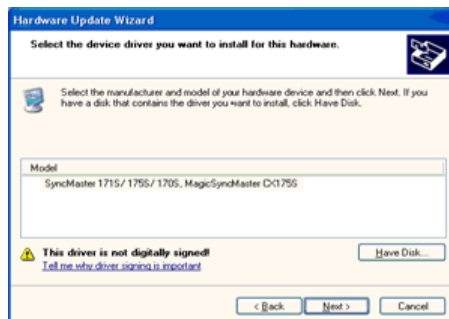 Hardware Update Wizard
Select the device driver you want to install for this hardware.
Select the manufacturer and model of your hardware device and then click Next. If you
have a disk that contains the driver you want to install, click Have Disk.
Model
SyncMaster 171S/ 175S/ 170S, MagicSyncMaster CX175S
This driver is not digitally signed!
Have Disk...
Tell me why driver signing is important
< Back
Next >
Cancel